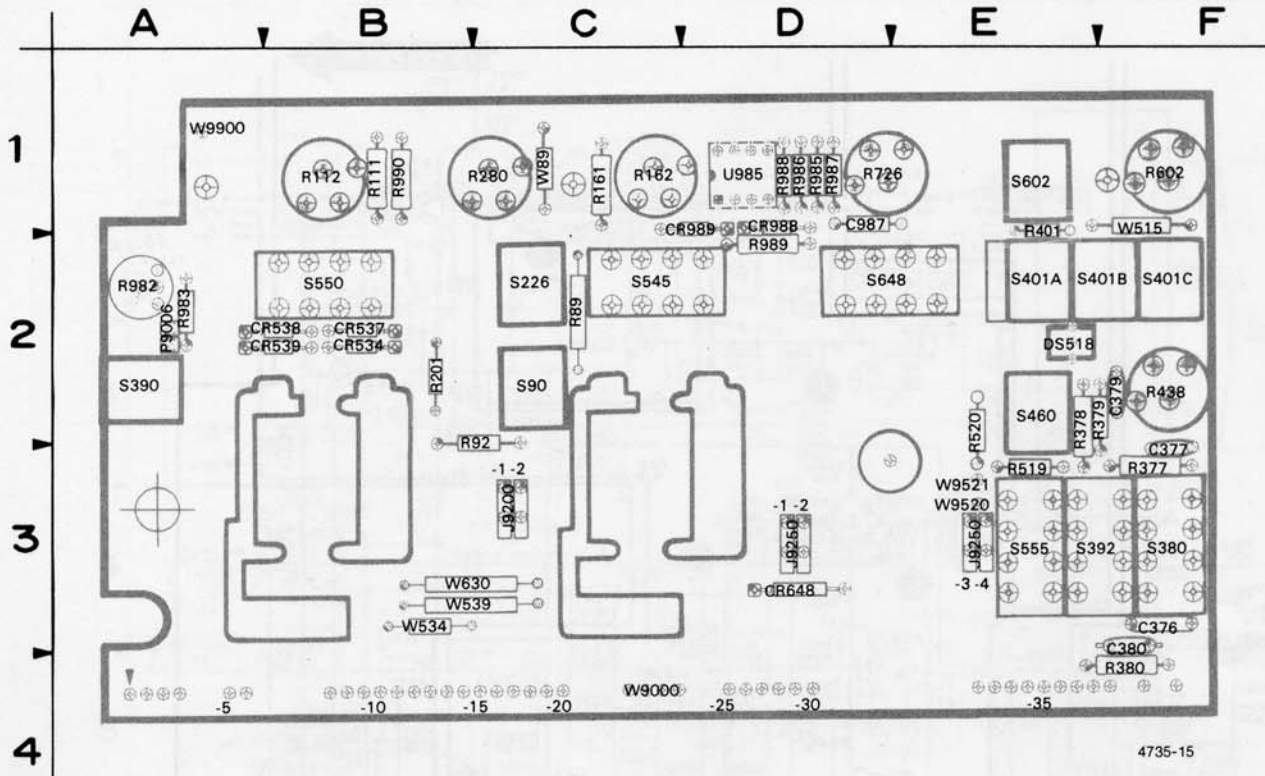 A B C D E F
1
W9900
R112
R111
R990
R280
W89
R161
R162
U985
R988
R986
R985
R987
R726
S602
R602
CR989
CR988
R989
C987
R401
W515
2
R982
P9006
R983
S550
S226
R89
S545
S648
S401A
S401B
S401C
CR538
CR537
CR539
CR534
R201
DS518
S390
S90
R520
S460
R378
R379
C379
R438
R92
C377
R519
R377
3
-1 -2
J9200
W9521
W9520
-1 -2
J9250
J9250
-3 -4
S555
S392
S380
W630
W539
W534
CR648
C376
C380
R380
W9000
-5 -10 -15 -20 -25 -30 -35
4
4735-15